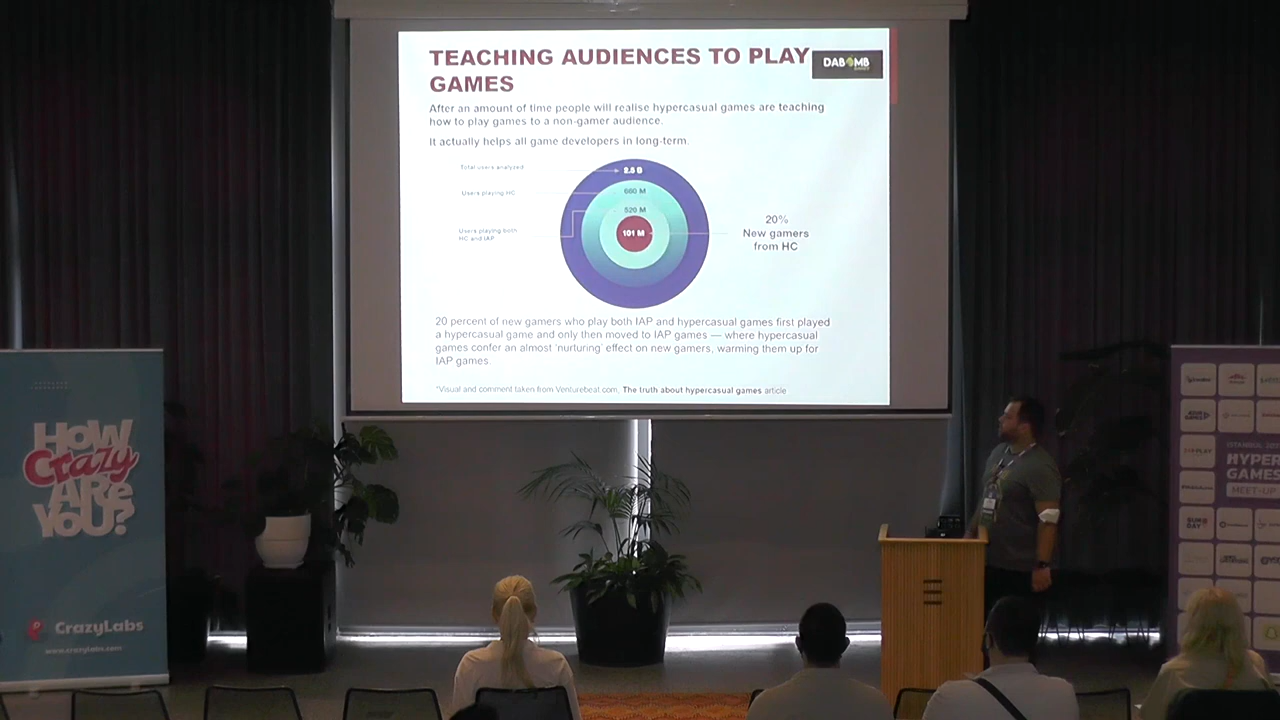 TEACHING AUDIENCES TO PLAY
GAMES
DABOMB
After an amount of time people will realise hypercasual games are teaching
how to play games to a non-gamer audience.
It actually helps all game developers in long-term.
Total users analyzed
2.5 B
Users playing HC
680 M
520 M
Users playing both
HC and IAP
101 M
20%
New gamers
from HC
20 percent of new gamers who play both IAP and hypercasual games first played
a hypercasual game and only then moved to IAP games — where hypercasual
games confer an almost 'nurturing' effect on new gamers, warming them up for
IAP games.
*Visual and comment taken from Venturebeat.com, The truth about hypercasual games article
HOW
Crazy
ARe
YOU?
CrazyLabs
www.crazylabs.com
ISTANBUL
HYPER
GAMES
MEET-UP